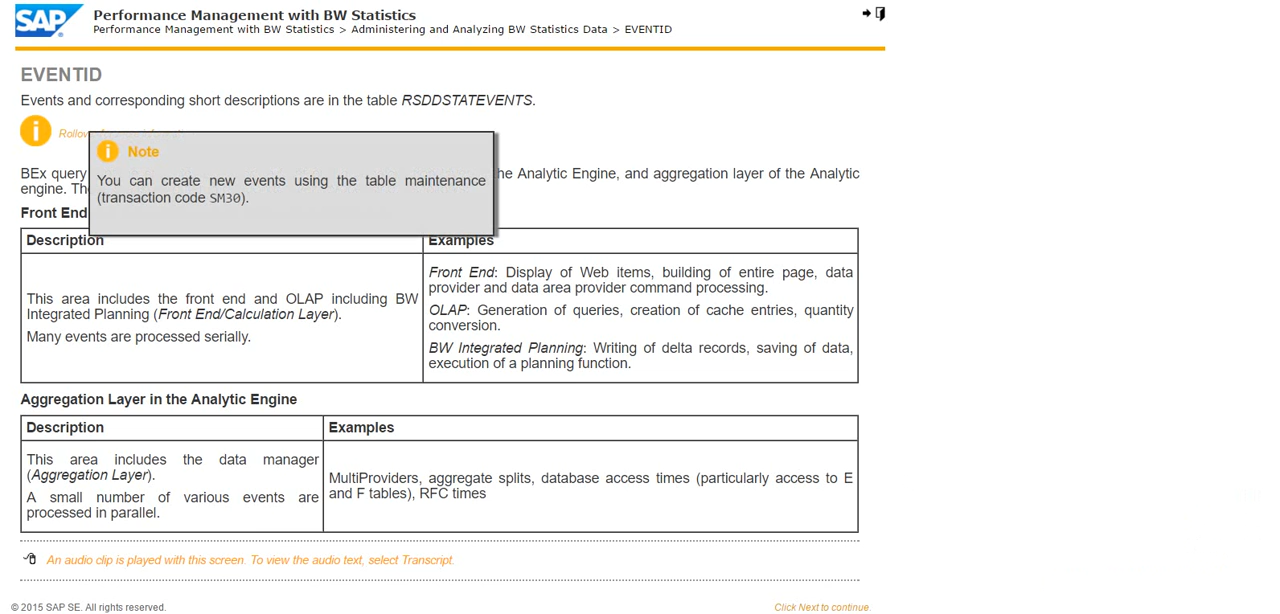 SAP
Performance Management with BW Statistics
Performance Management with BW Statistics > Administering and Analyzing BW Statistics Data > EVENTID
EVENTID
Events and corresponding short descriptions are in the table RSDDSTATEVENTS.
Note
You can create new events using the table maintenance
(transaction code SM30).
BEx query
Analytic Engine, and aggregation layer of the Analytic
engine.
Front End
Description
Examples
This area includes the front end and OLAP including BW
Integrated Planning (Front End/Calculation Layer).
Many events are processed serially.
Front End: Display of Web items, building of entire page, data
provider and data area provider command processing.
OLAP: Generation of queries, creation of cache entries, quantity
conversion.
BW Integrated Planning: Writing of delta records, saving of data,
execution of a planning function.
Aggregation Layer in the Analytic Engine
Description
Examples
This area includes the data manager
(Aggregation Layer).
A small number of various events are
processed in parallel.
MultiProviders, aggregate splits, database access times (particularly access to E
and F tables), RFC times
An audio clip is played with this screen. To view the audio text, select Transcript.
© 2015 SAP SE. All rights reserved.
Click Next to continue.